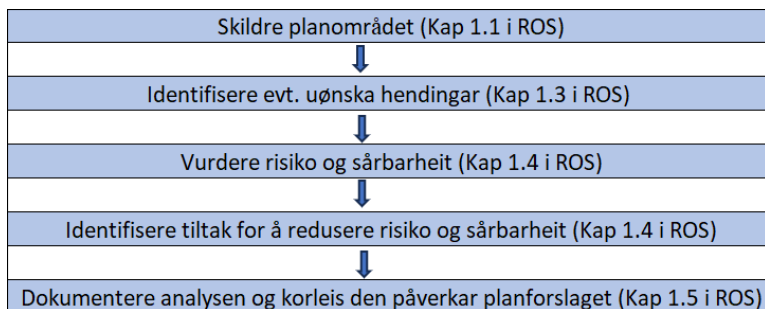 Skildre planområdet (Kap 1.1 i ROS)
Identifisere evt. uønska hendingar (Kap 1.3 i ROS)
Vurdere risiko og sårbarheit (Kap 1.4 i ROS)
Identifisere tiltak for å redusere risiko og sårbarheit (Kap 1.4 i ROS)
Dokumentere analysen og korleis den påverkar planforslaget (Kap 1.5 i ROS)